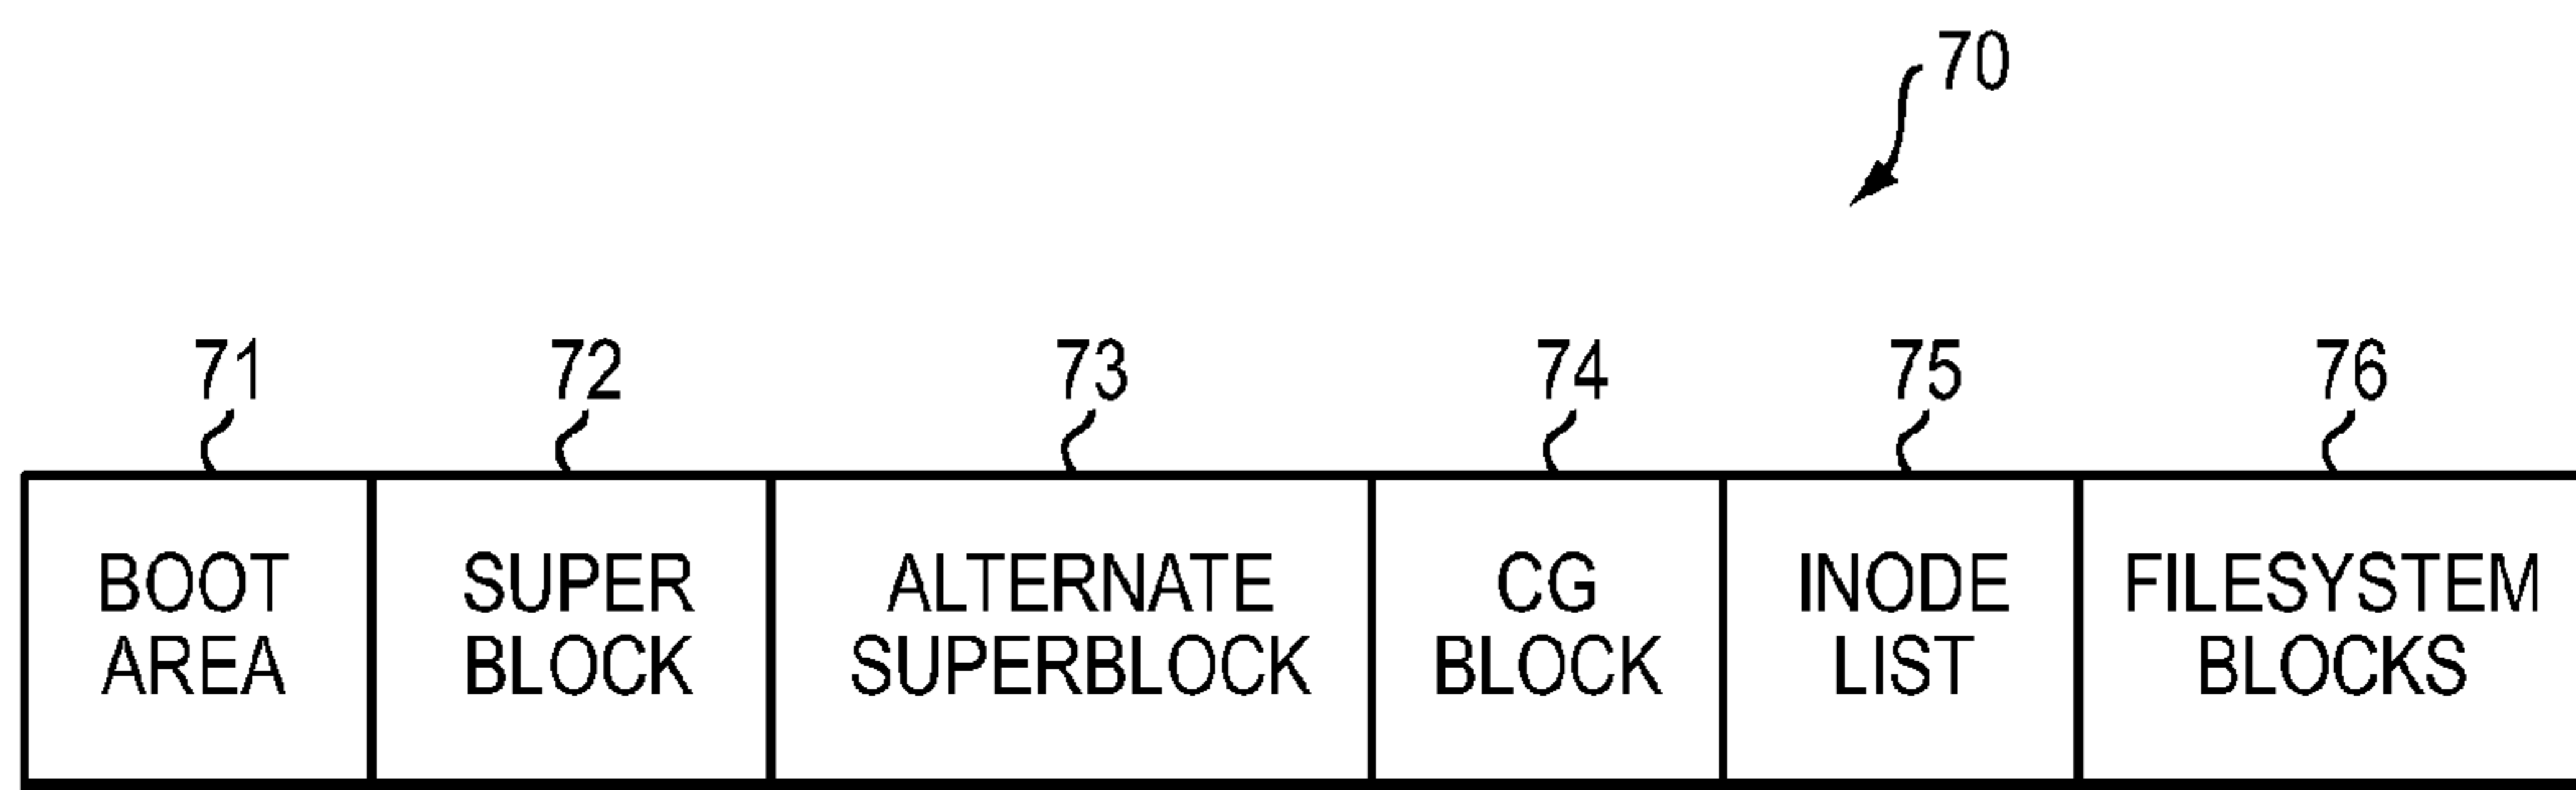 70
71 72 73 74 75 76
BOOT SUPER ALTERNATE CG INODE FILESYSTEM
AREA BLOCK SUPERBLOCK BLOCK LIST BLOCKS